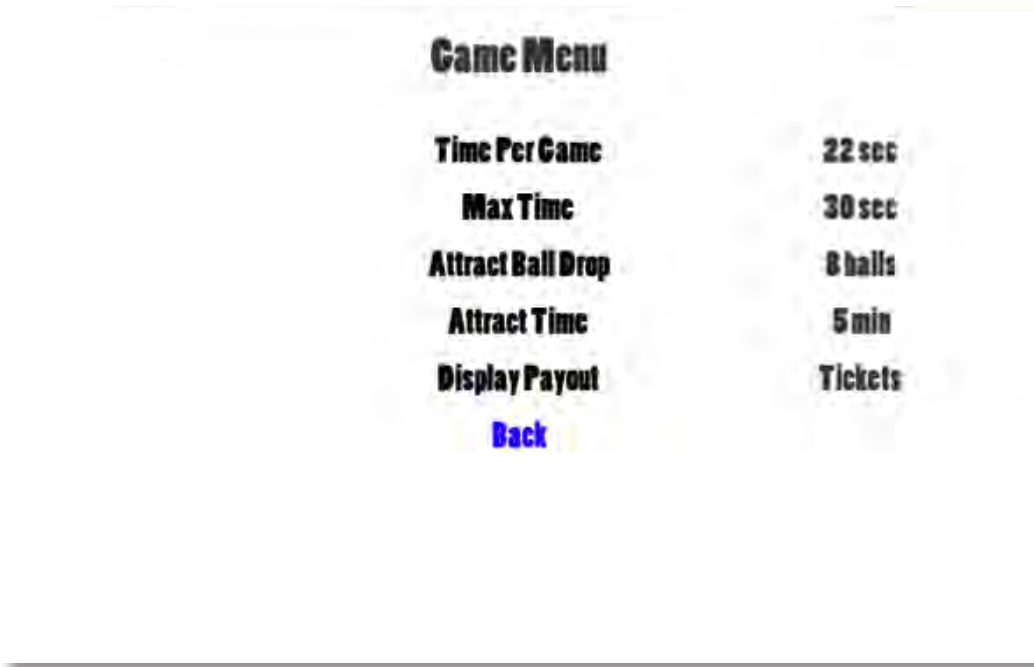 Game Menu
Time Per Game 22 sec
Max Time 30 sec
Attract Ball Drop 8 balls
Attract Time 5 min
Display Payout Tickets
Back